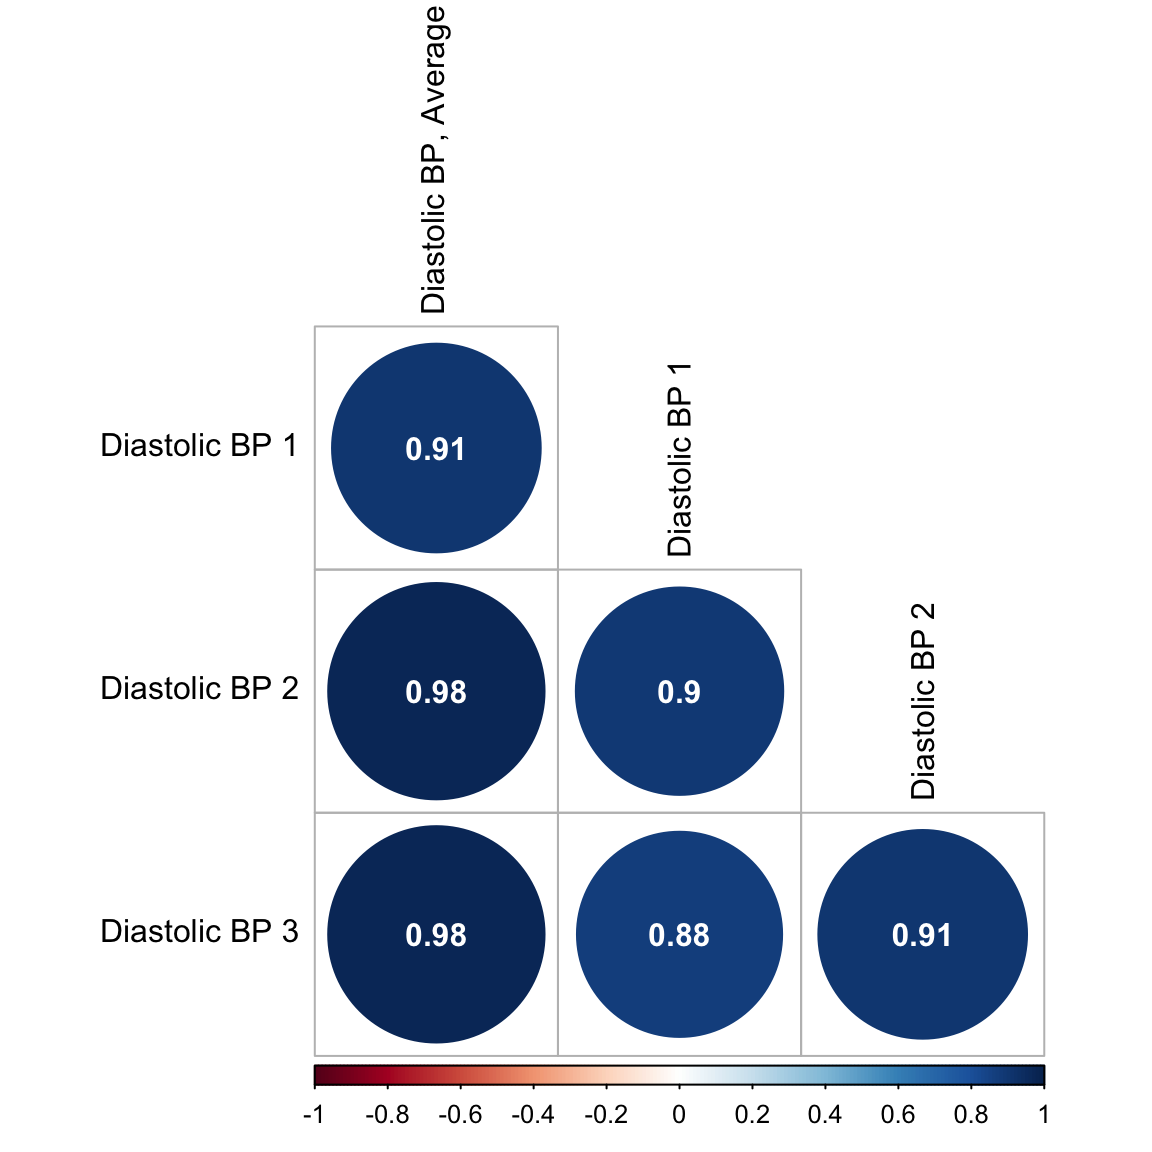 Diastolic BP, Average
Diastolic BP 1
0.91
Diastolic BP 1
Diastolic BP 2
0.98
0.9
Diastolic BP 2
Diastolic BP 3
0.98
0.88
0.91
-1 -0.8 -0.6 -0.4 -0.2 0 0.2 0.4 0.6 0.8 1